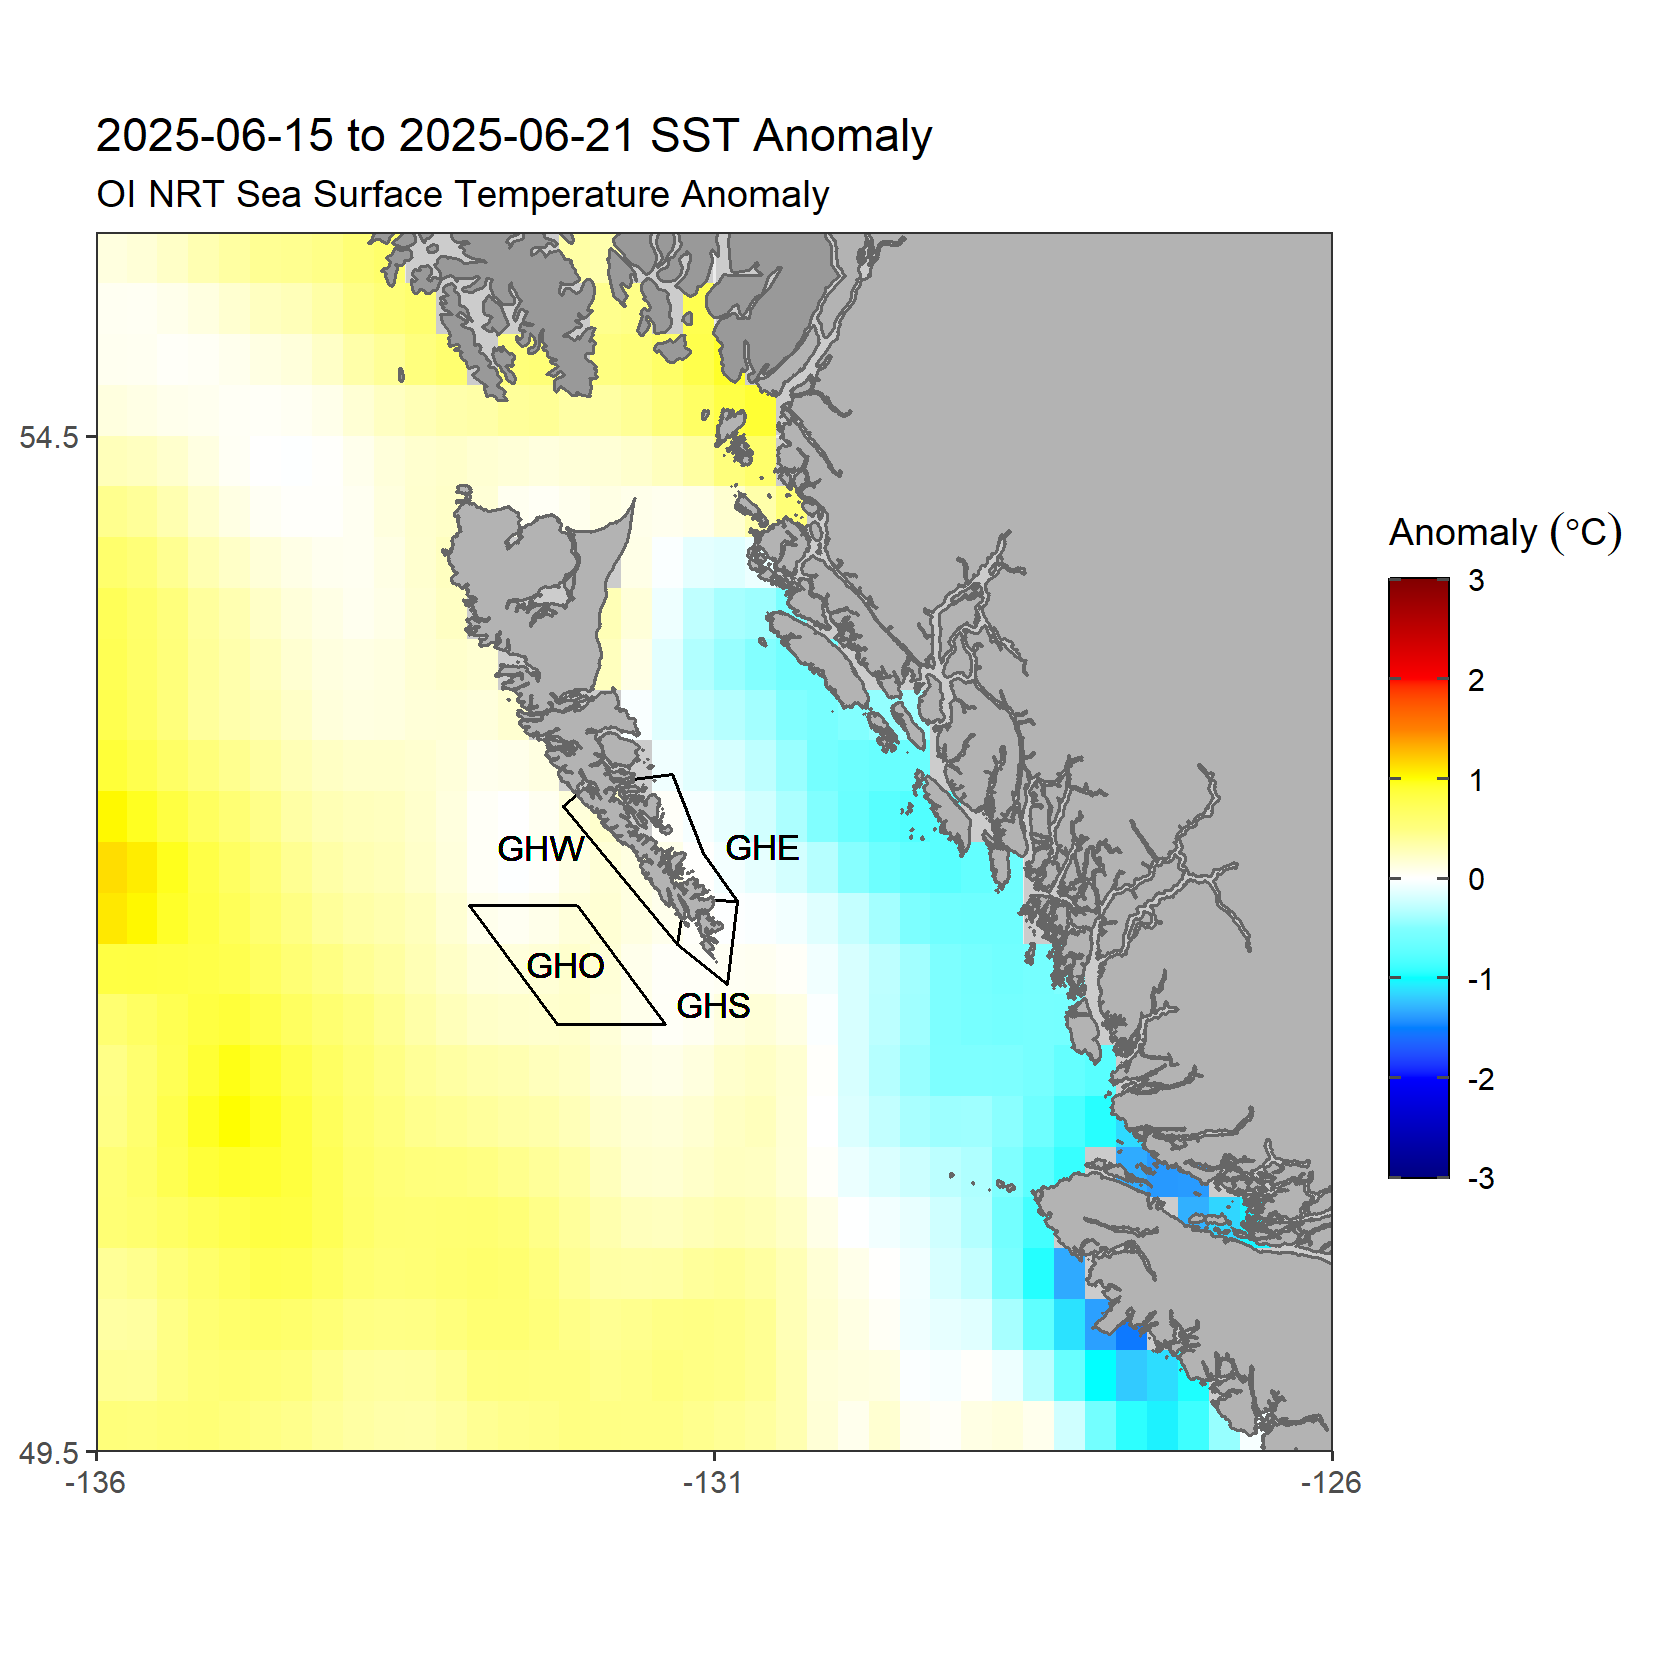 2025-06-15 to 2025-06-21 SST Anomaly
OI NRT Sea Surface Temperature Anomaly
54.5
49.5
-136
-131
-126
GHW
GHE
GHO
GHS
Anomaly (°C)
3
2
1
0
-1
-2
-3